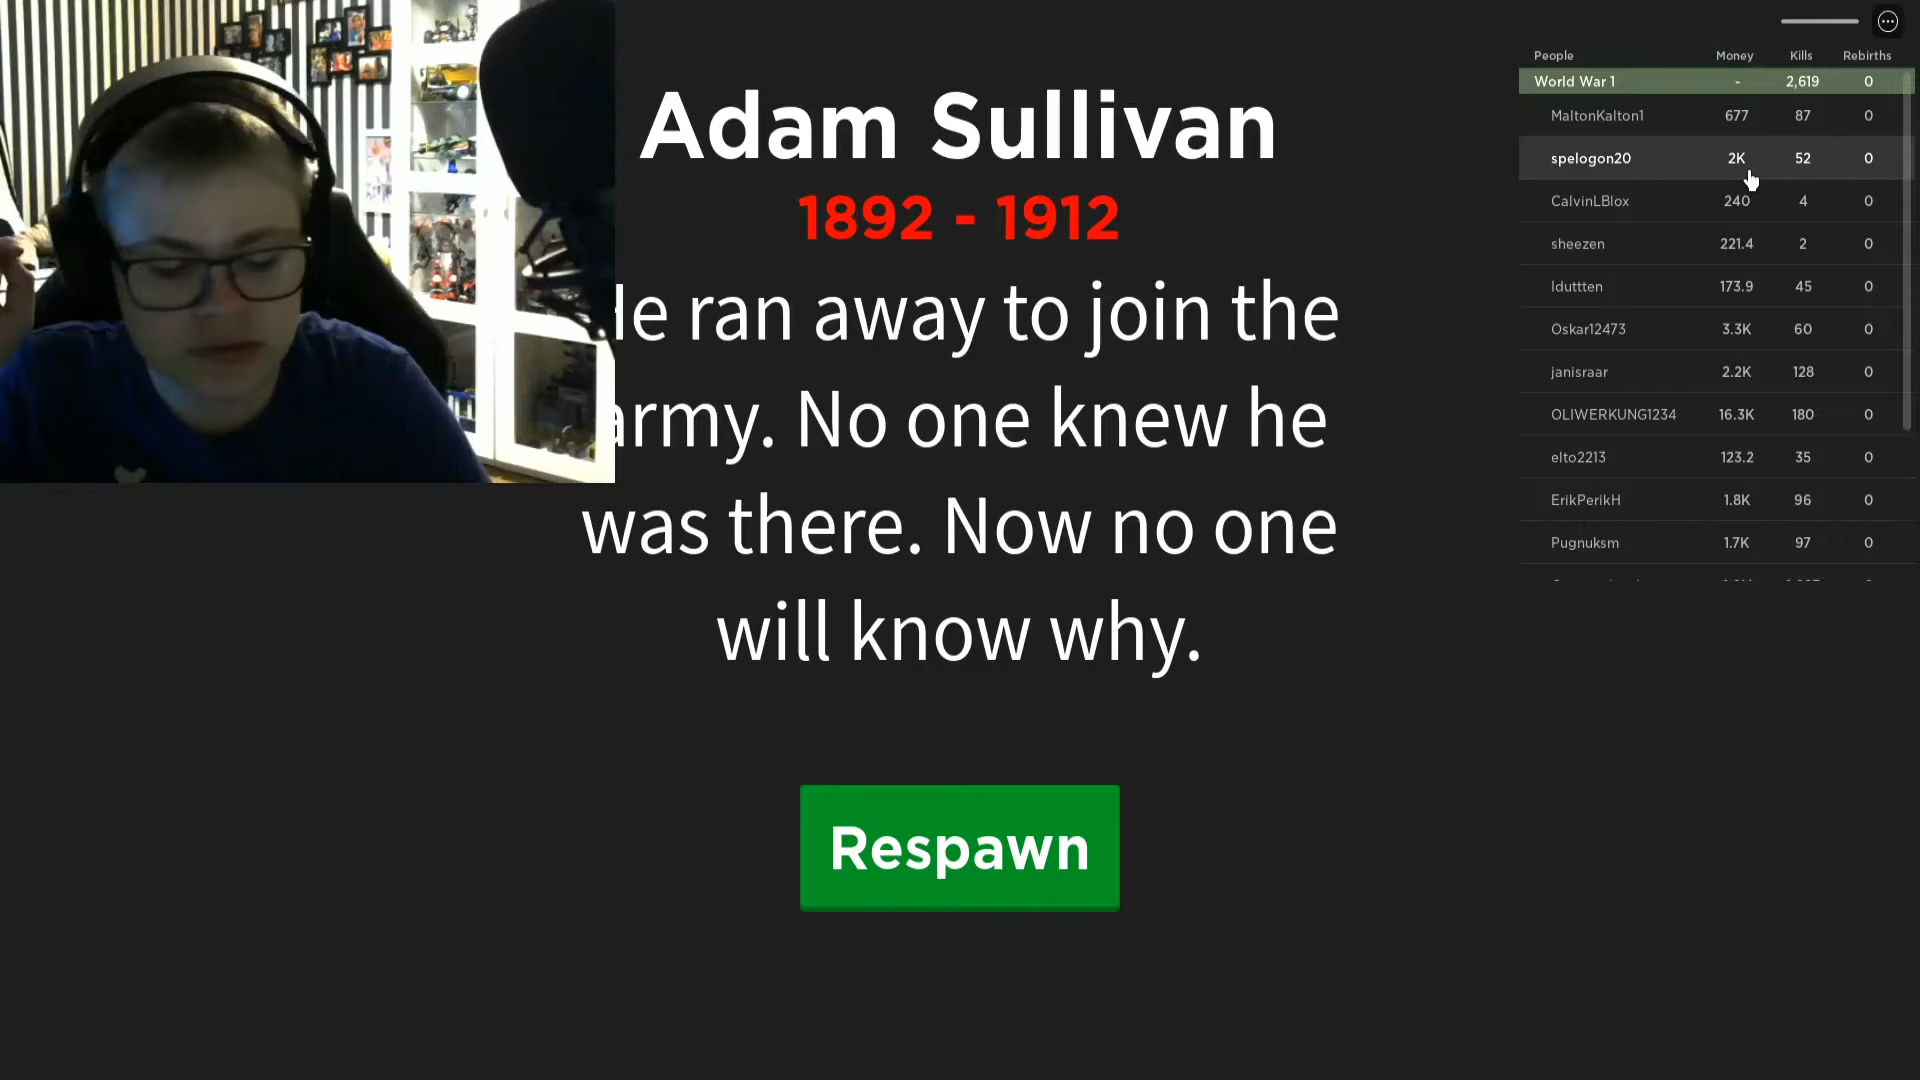 Adam Sullivan
1892 - 1912
He ran away to join the
army. No one knew he
was there. Now no one
will know why.
Respawn
People Money Kills Rebirths
World War 1 - 2,619 0
MaltonKalton1 677 87 0
spelogon20 2K 52 0
CalvinLBlox 240 4 0
sheezen 221.4 2 0
Iduttten 173.9 45 0
Oskar12473 3.3K 60 0
janisraar 2.2K 128 0
OLIWERKUNG1234 16.3K 180 0
elto2213 123.2 35 0
ErikPerikH 1.8K 96 0
Pugnuksm 1.7K 97 0